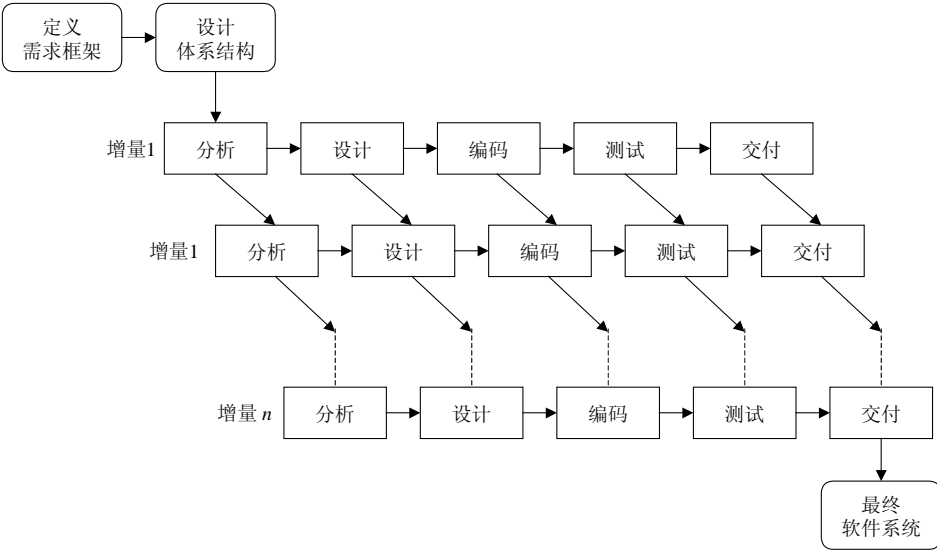 定义
需求框架
设计
体系结构
增量1 分析 设计 编码 测试 交付
增量1 分析 设计 编码 测试 交付
增量 n 分析 设计 编码 测试 交付
最终
软件系统